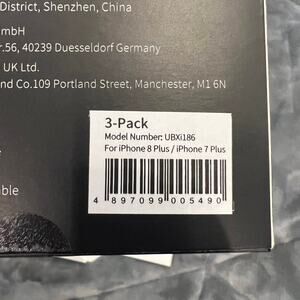 District, Shenzhen, China
mbH
r.56, 40239 Duesseldorf Germany
UK Ltd.
nd Co.109 Portland Street, Manchester, M1 6N
3-Pack
Model Number: UBXi186
For iPhone 8 Plus / iPhone 7 Plus
e
able
4 897099 005490